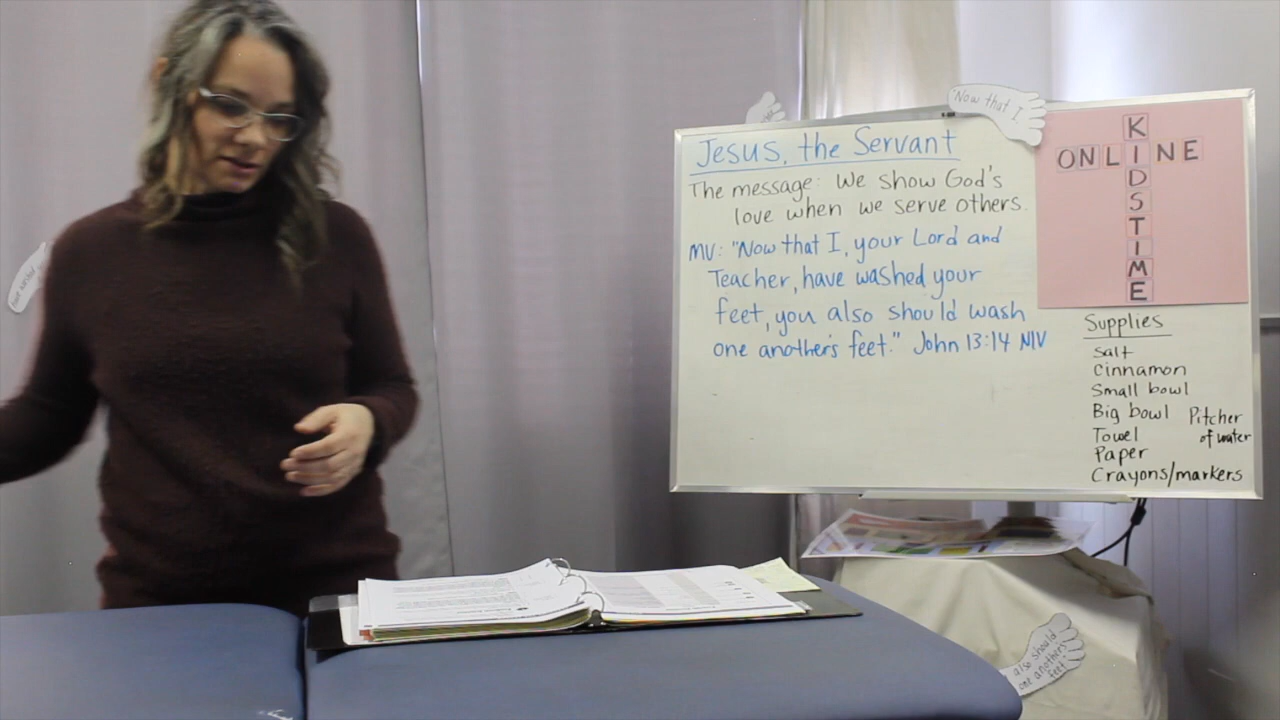 Jesus, the Servant
The message: We show God's
love when we serve others.
MV: "Now that I, your Lord and
Teacher, have washed your
feet, you also should wash
one another's feet." John 13:14 NIV
Now that I,
KIDSTIME
ONLINE
Supplies
Salt
Cinnamon
Small bowl
Big bowl
Pitcher
of water
Towel
Paper
Crayons/markers
have washed
also should
one another's
feet"